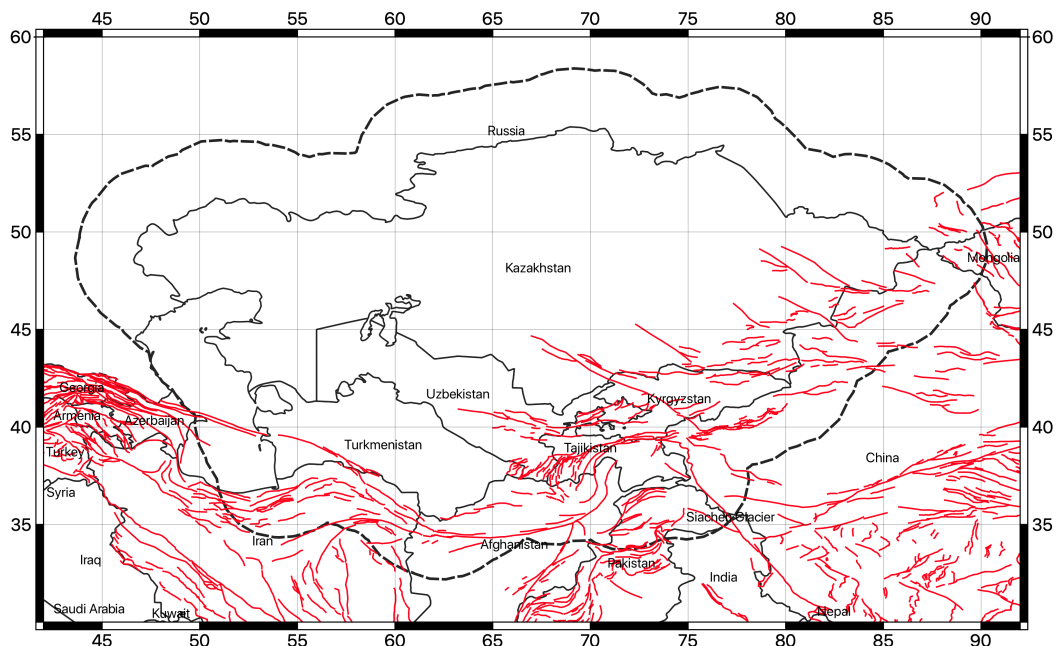 45 50 55 60 65 70 75 80 85 90
60 60
Russia
55 55
50 50
Mongolia
Kazakhstan
45 45
Georgia
Uzbekistan
Kyrgyzstan
Armenia
Azerbaijan
40 40
Turkmenistan
Tajikistan
Turkey
China
Syria
Siachen Glacier
35 35
Iran
Afghanistan
Iraq
Pakistan
India
Saudi Arabia
Kuwait
Nepal
45 50 55 60 65 70 75 80 85 90